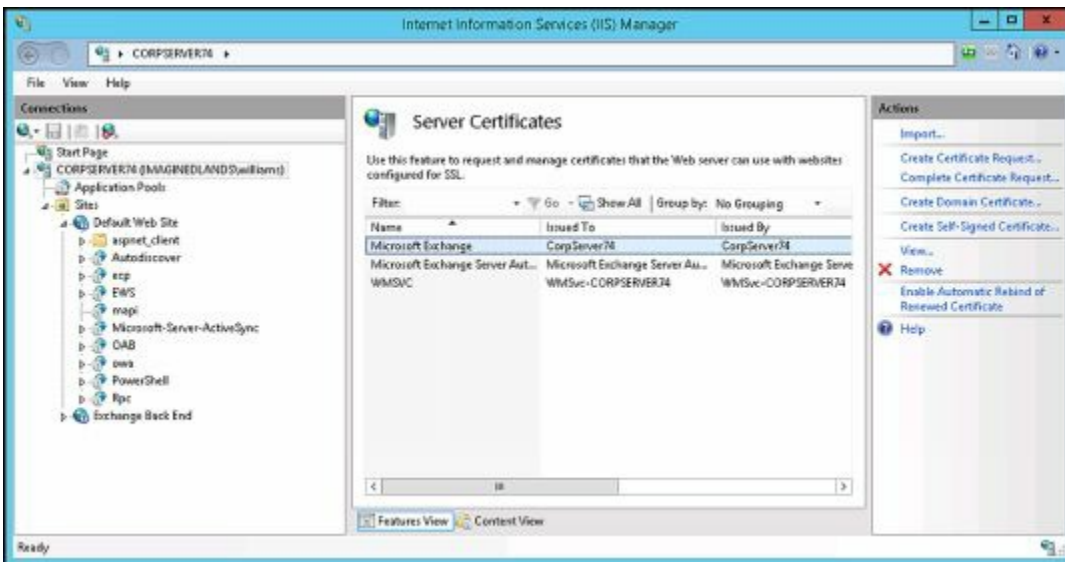 Internet Information Services (IIS) Manager
CORPSERVER74
File View Help
Connections
Start Page
CORPSERVER74 (IMAGINEDLANDS\williams)
Application Pools
Sites
Default Web Site
aspnet_client
Autodiscover
ecp
EWS
mapi
Microsoft-Server-ActiveSync
OAB
owa
PowerShell
Rpc
Exchange Back End
Server Certificates
Use this feature to request and manage certificates that the Web server can use with websites
configured for SSL.
Filter: Go Show All Group by: No Grouping
Name Issued To Issued By
Microsoft Exchange CorpServer74 CorpServer74
Microsoft Exchange Server Aut... Microsoft Exchange Server Au... Microsoft Exchange Serve
WMSVC WMSvc-CORPSERVER74 WMSvc-CORPSERVER74
Features View Content View
Actions
Import...
Create Certificate Request...
Complete Certificate Request...
Create Domain Certificate...
Create Self-Signed Certificate...
View...
Remove
Enable Automatic Rebind of
Renewed Certificate
Help
Ready